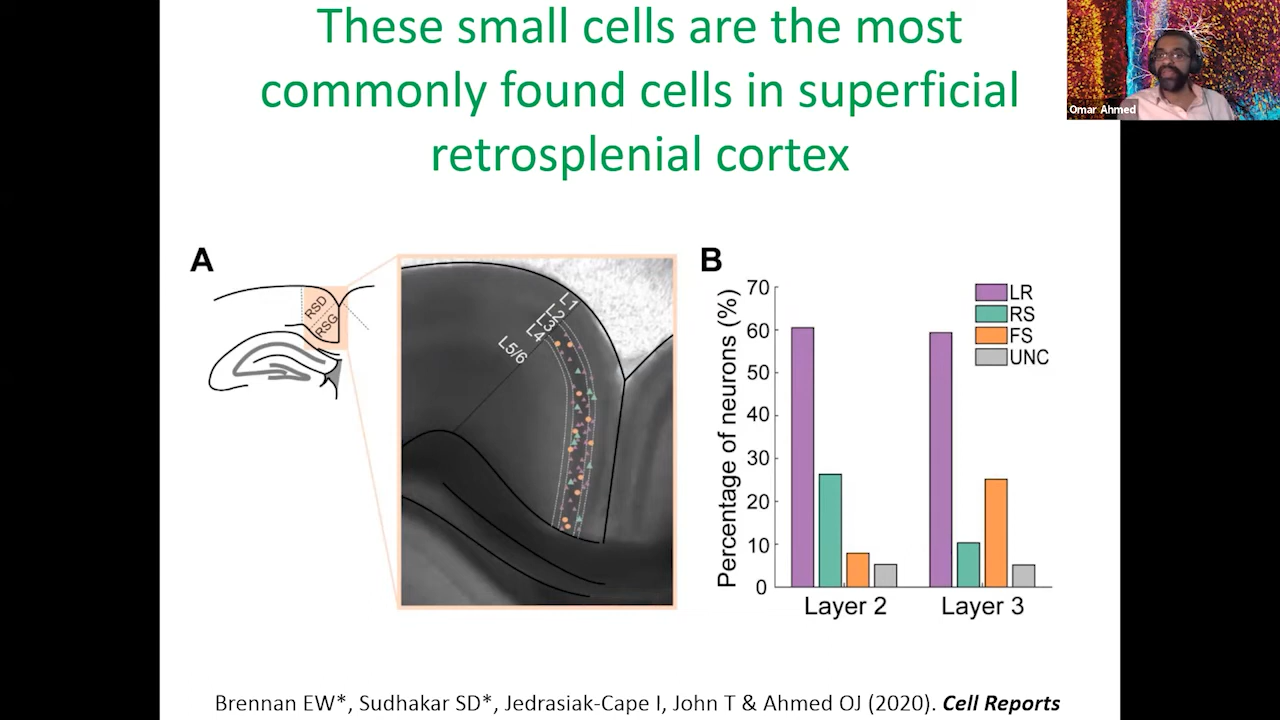 These small cells are the most
commonly found cells in superficial
retrosplenial cortex
Omar Ahmed
A
RSD
RSG
L1
L2
L3
L4
L5/6
B
Percentage of neurons (%)
70
60
50
40
30
20
10
0
LR
RS
FS
UNC
Layer 2
Layer 3
Brennan EW*, Sudhakar SD*, Jedrasiak-Cape I, John T & Ahmed OJ (2020). Cell Reports